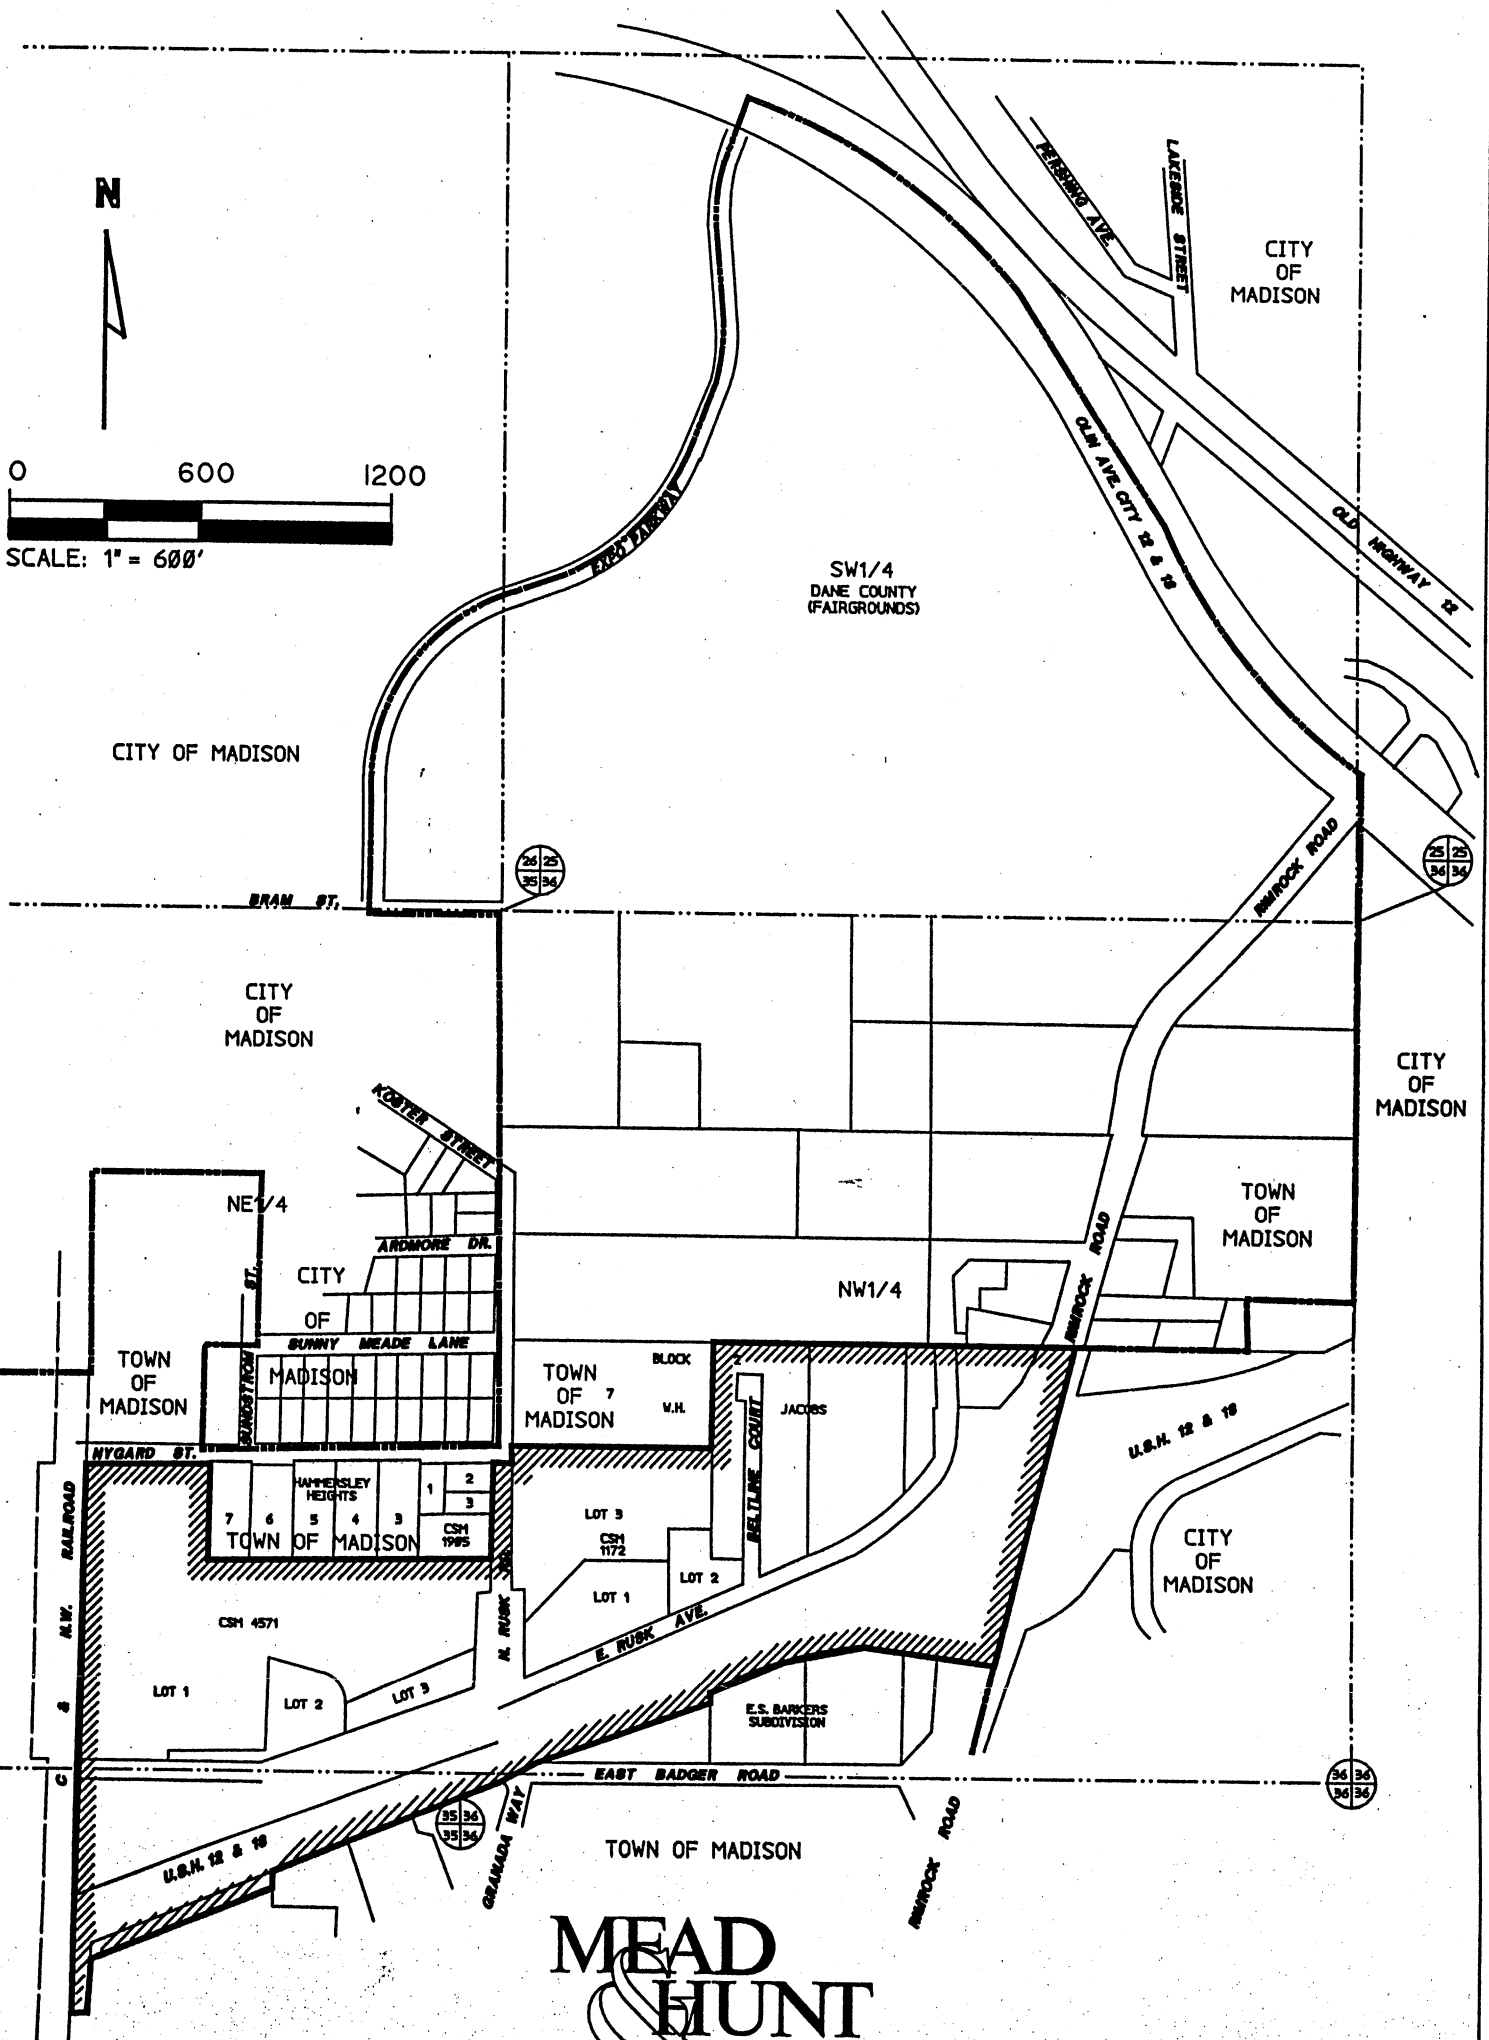 N
0 600 1200
SCALE: 1" = 600'
PERSHING AVE.
LAKESIDE STREET
CITY
OF
MADISON
OLIN AVE. CITY 12 & 18
OLD HIGHWAY 12
EXPO PARKWAY
SW1/4
DANE COUNTY
(FAIRGROUNDS)
CITY OF MADISON
RIMROCK ROAD
26 25
35 36
25 25
36 36
BRAM ST.
CITY
OF
MADISON
CITY
OF
MADISON
KOSTER STREET
NE1/4
TOWN
OF
MADISON
ARDMORE DR.
RIMROCK ROAD
CITY
OF
MADISON
ST.
SUNDSTROM
NW1/4
SUNNY MEADE LANE
TOWN
OF
MADISON
TOWN
OF 7
MADISON
BLOCK
2
W.H.
JACOBS
BELTLINE COURT
U.S.H. 12 & 18
NYGARD ST.
HAMMERSLEY
HEIGHTS
7 6 5 4 3
1 2
3
TOWN OF MADISON
CSM
1985
LOT 3
CSM
1172
LOT 1
LOT 2
CITY
OF
MADISON
C & N.W. RAILROAD
CSM 4571
N. RUSK
E. RUSK AVE.
LOT 1
LOT 2
LOT 3
E.S. BARKERS
SUBDIVISION
EAST BADGER ROAD
36 36
36 36
35 36
35 36
GRANADA WAY
U.S.H. 12 & 18
TOWN OF MADISON
RIMROCK ROAD
MEAD
& HUNT